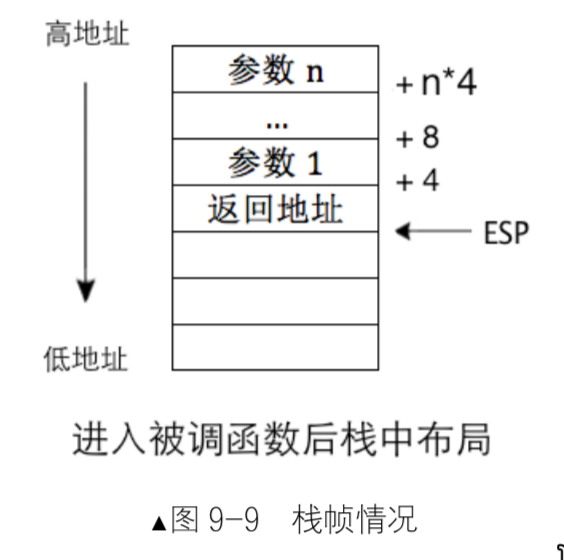 高地址
参数 n
+ n*4
...
+ 8
参数 1
+ 4
返回地址
ESP
低地址
进入被调函数后栈中布局
▲图 9-9 栈帧情况